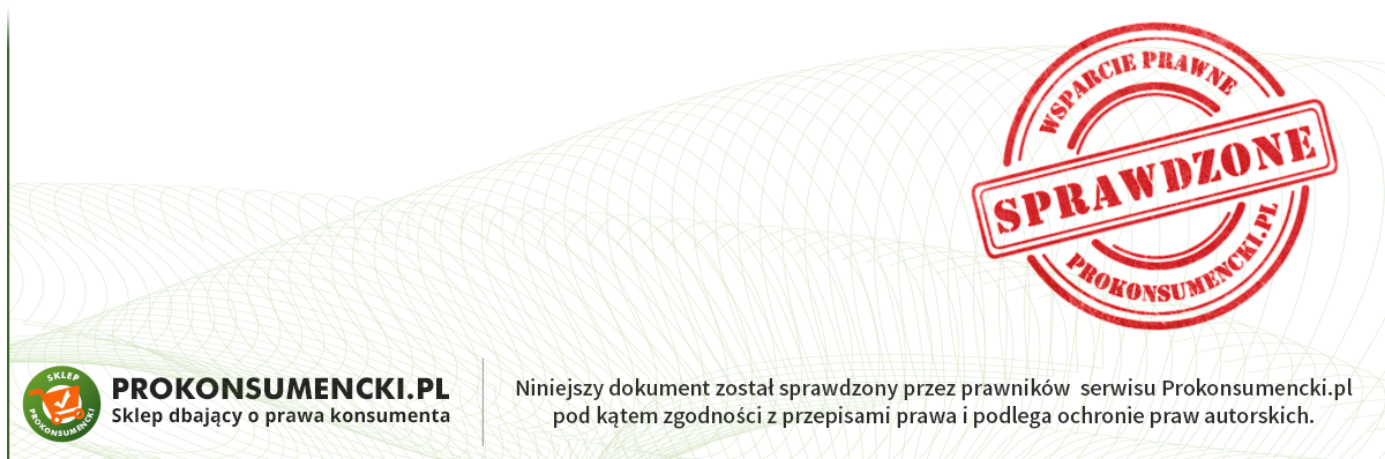 WSPARCIE PRAWNE
SPRAWDZONE
PROKONSUMENCKI.PL
SKLEP
PROKONSUMENCKI
PROKONSUMENCKI.PL
Sklep dbający o prawa konsumenta
Niniejszy dokument został sprawdzony przez prawników serwisu Prokonsumencki.pl
pod kątem zgodności z przepisami prawa i podlega ochronie praw autorskich.